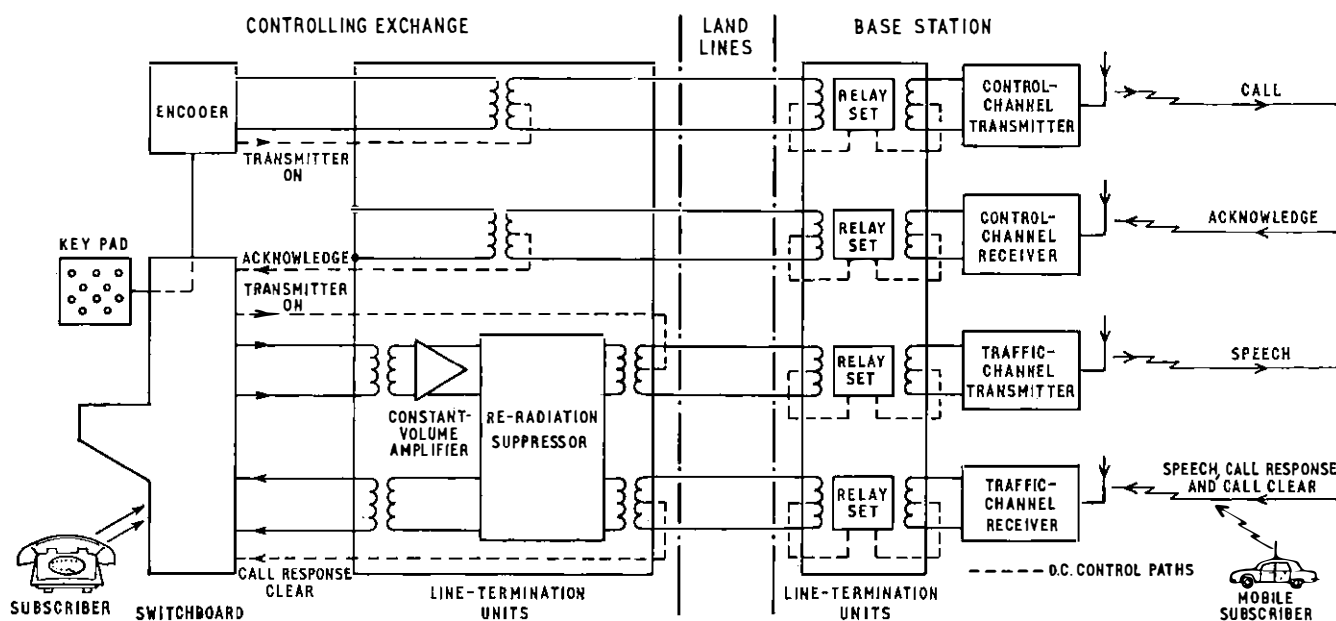 CONTROLLING EXCHANGE
LAND
LINES
BASE STATION
ENCOOER
TRANSMITTER
ON
RELAY
SET
CONTROL-
CHANNEL
TRANSMITTER
CALL
KEY PAD
ACKNOWLEDGE
RELAY
SET
CONTROL-
CHANNEL
RECEIVER
ACKNOWLEDGE
TRANSMITTER
ON
CONSTANT-
VOLUME
AMPLIFIER
RE-RADIATION
SUPPRESSOR
RELAY
SET
TRAFFIC-
CHANNEL
TRANSMITTER
SPEECH
RELAY
SET
TRAFFIC-
CHANNEL
RECEIVER
SPEECH, CALL RESPONSE
AND CALL CLEAR
CALL RESPONSE
CLEAR
D.C. CONTROL PATHS
SUBSCRIBER
SWITCHBOARD
LINE-TERMINATION
UNITS
LINE-TERMINATION
UNITS
MOBILE
SUBSCRIBER